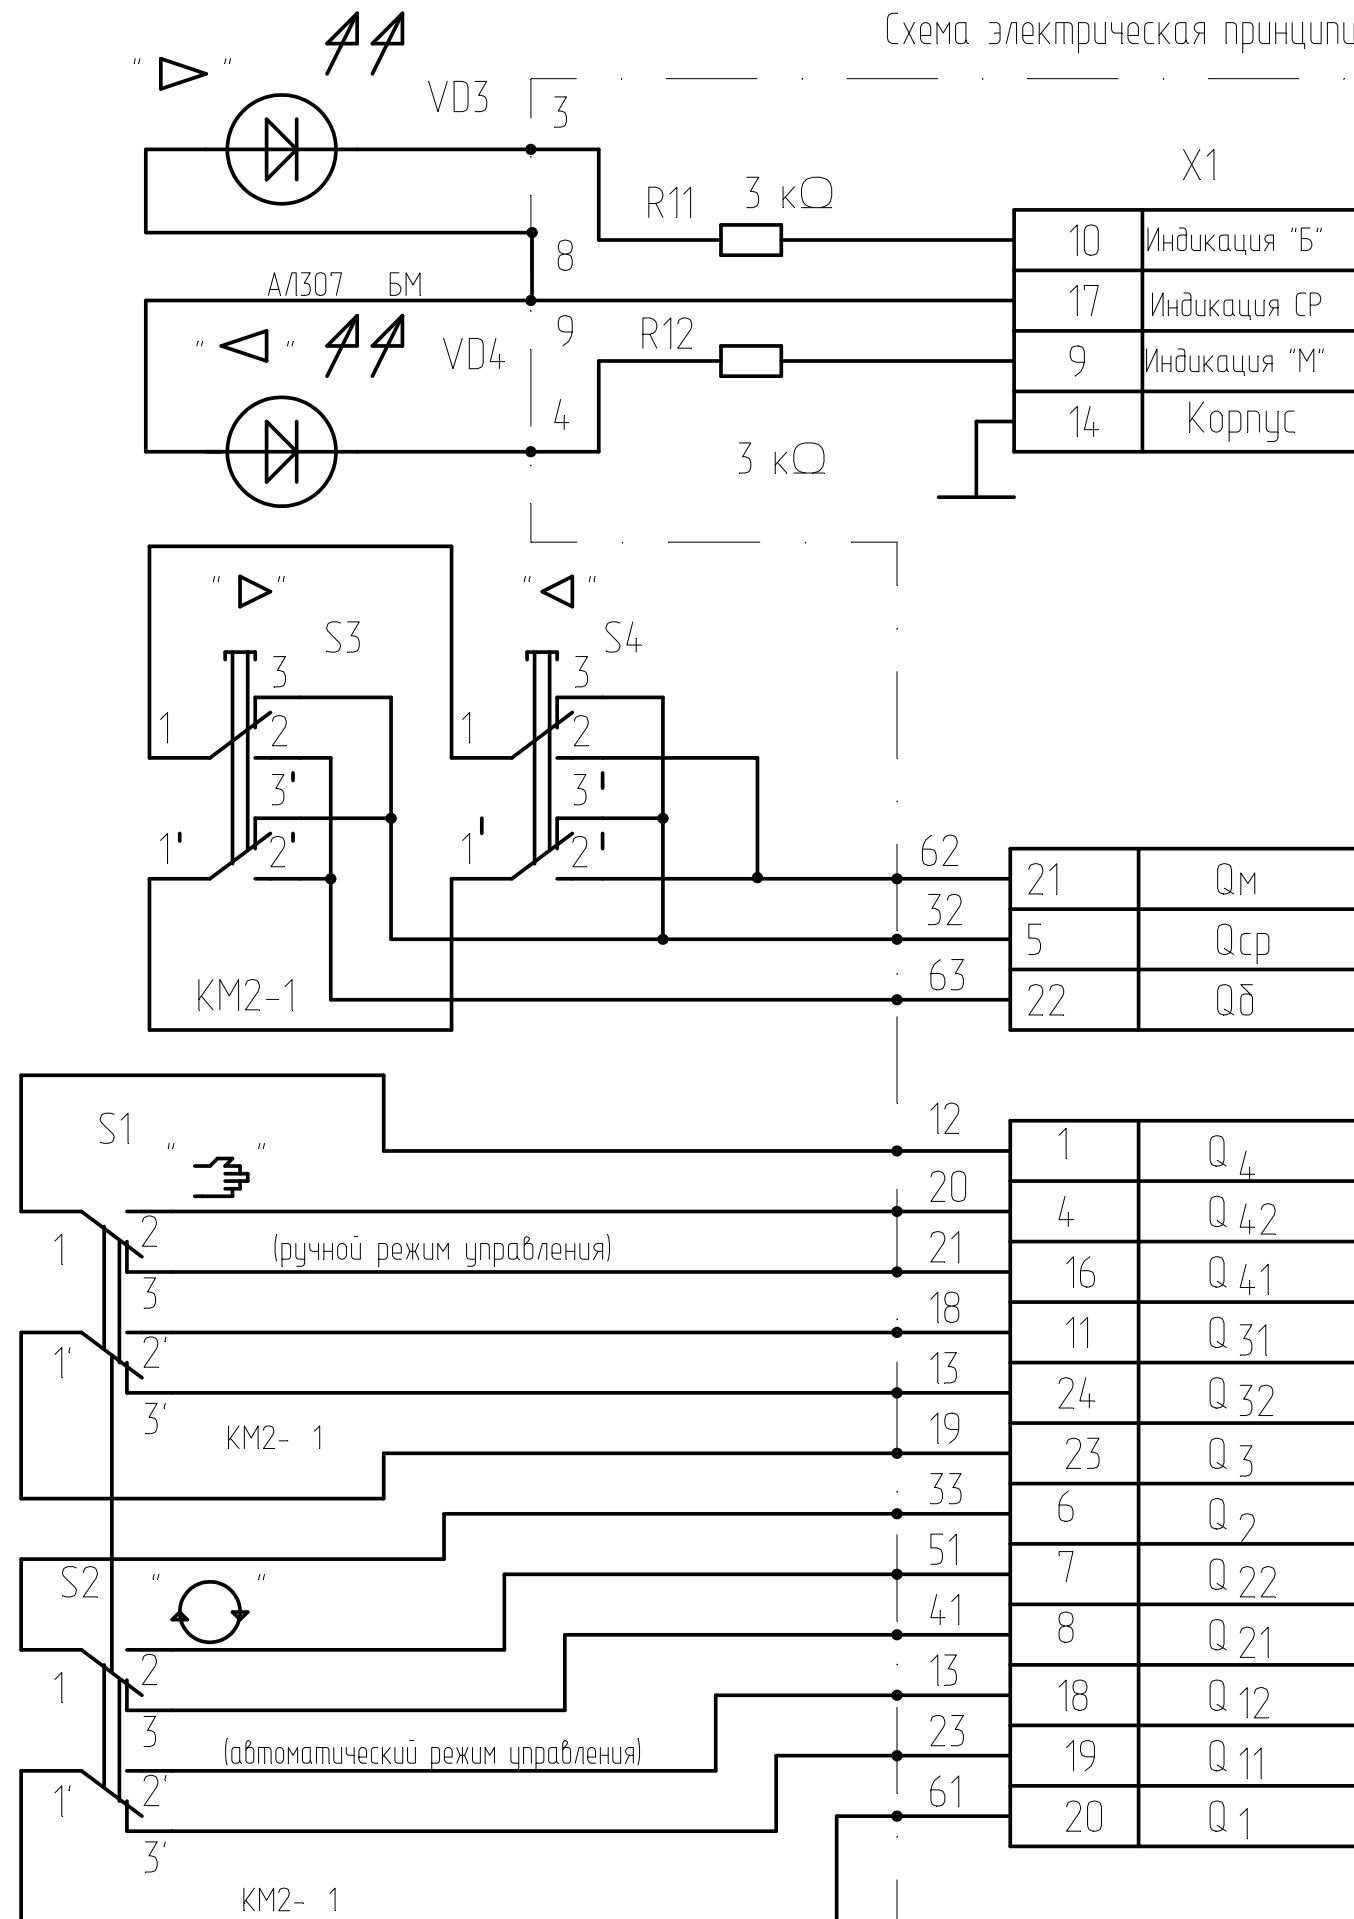 Схема электрическая принципи
" "
VD3
3
X1
R11 3 кΩ
10 Индикация "Б"
8
АЛ307 БМ
17 Индикация СР
9
R12
" "
VD4
9 Индикация "М"
4
14 Корпус
3 кΩ
" " " "
S3 S4
3 3
1 2 1 2
3' 3'
1' 2' 1' 2'
62
21 Qм
32
5 Qср
63
КМ2-1
22 Qб
12
S1 " "
1 Q 4
20
4 Q 42
2
1 (ручной режим управления)
21
16 Q 41
3
18
11 Q 31
1' 2'
13
24 Q 32
3'
КМ2- 1
19
23 Q 3
33
6 Q 2
51
S2 " "
7 Q 22
41
8 Q 21
2
1
13
18 Q 12
3
(автоматический режим управления)
23
19 Q 11
1' 2'
61
20 Q 1
3'
КМ2- 1